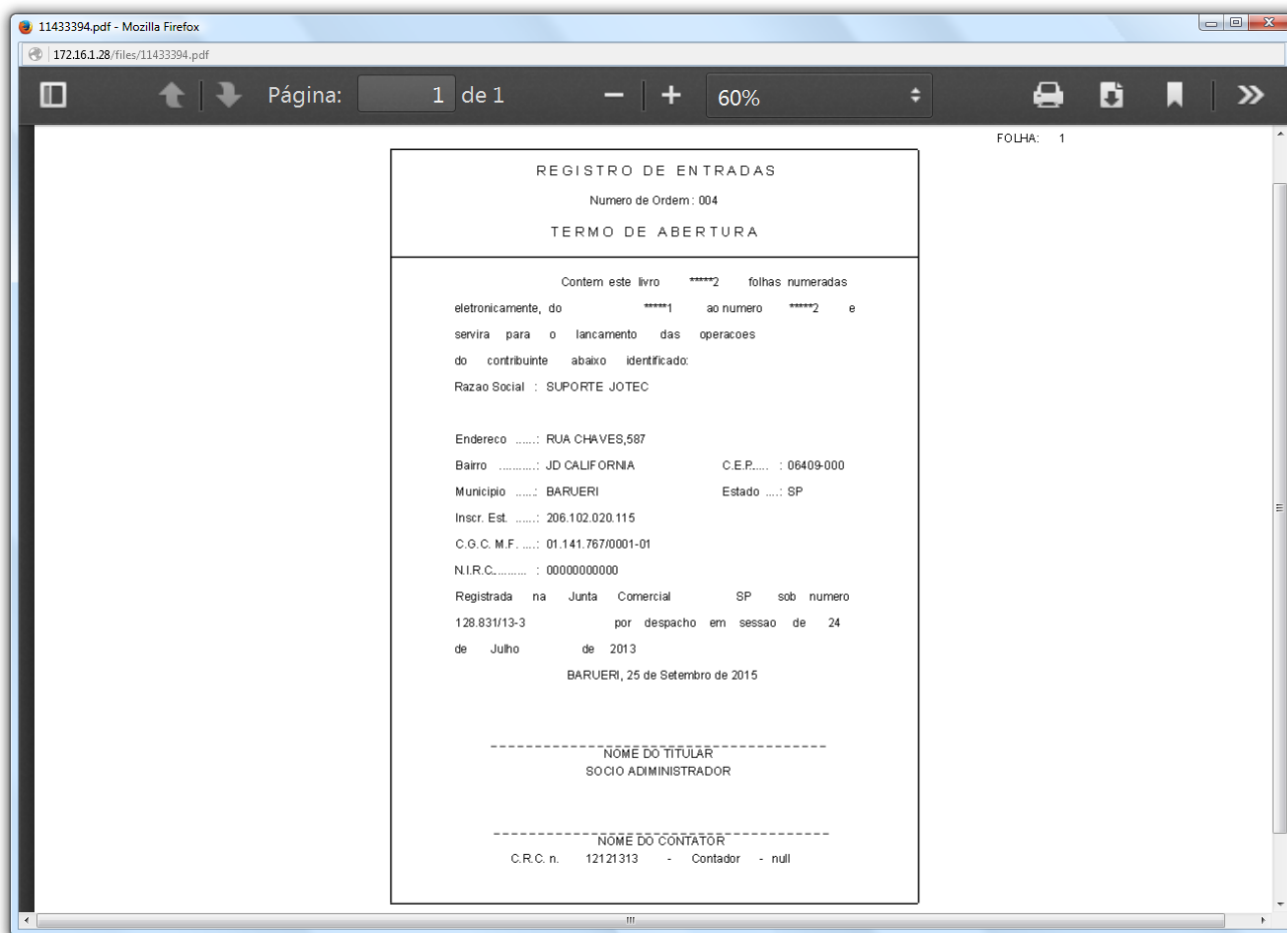 11433394.pdf - Mozilla Firefox
172.16.1.28/files/11433394.pdf
Página: 1 de 1 60%
FOLHA: 1
REGISTRO DE ENTRADAS
Numero de Ordem : 004
TERMO DE ABERTURA
Contem este livro *****2 folhas numeradas
eletronicamente, do *****1 ao numero *****2 e
servira para o lancamento das operacoes
do contribuinte abaixo identificado:
Razao Social : SUPORTE JOTEC
Endereco ......: RUA CHAVES,587
Bairro ..........: JD CALIFORNIA C.E.P..... : 06409-000
Municipio .....: BARUERI Estado ....: SP
Inscr. Est. ......: 206.102.020.115
C.G.C. M.F. ....: 01.141.767/0001-01
N.I.R.C.......... : 00000000000
Registrada na Junta Comercial SP sob numero
128.831/13-3 por despacho em sessao de 24
de Julho de 2013
BARUERI, 25 de Setembro de 2015
NOME DO TITULAR
SOCIO ADIMINISTRADOR
NOME DO CONTATOR
C.R.C. n. 12121313 - Contador - null